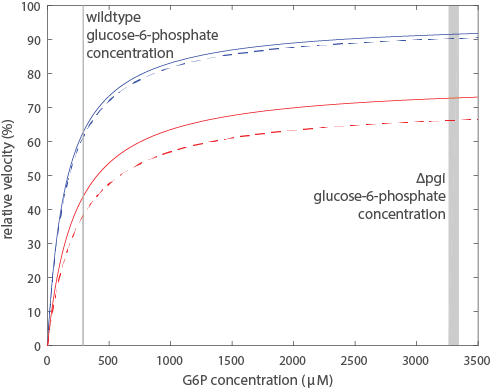 100
90
80
70
60
50
40
30
20
10
0
relative velocity (%)
wildtype
glucose-6-phosphate
concentration
Δpgi
glucose-6-phosphate
concentration
0 500 1000 1500 2000 2500 3000 3500
G6P concentration (μM)